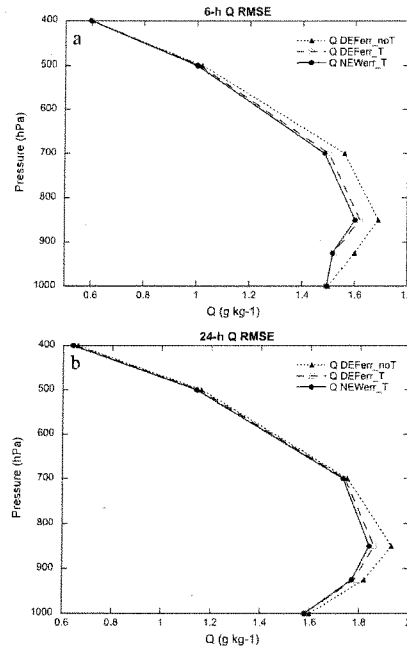 6-h Q RMSE
a
Q DEFerr_noT
Q DEFerr_T
Q NEWerr_T
Pressure (hPa)
400
500
600
700
800
900
1000
0.6
0.8
1
1.2
1.4
1.6
1.8
Q (g kg-1)
24-h Q RMSE
b
Q DEFerr_noT
Q DEFerr_T
Q NEWerr_T
Pressure (hPa)
400
500
600
700
800
900
1000
0.6
0.8
1
1.2
1.4
1.6
1.8
Q (g kg-1)